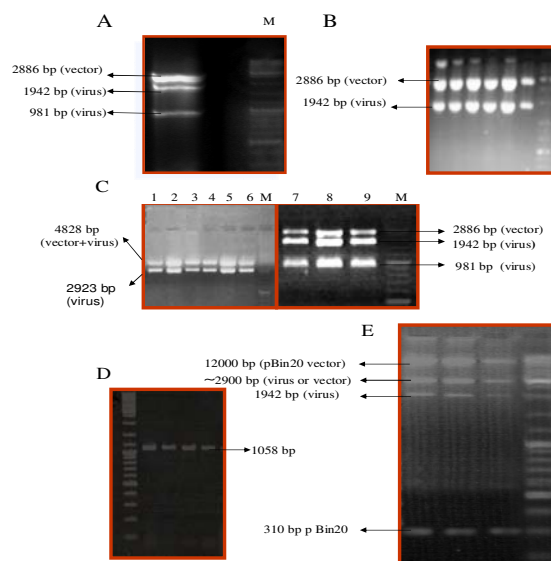 A
M
2886 bp (vector)
1942 bp (virus)
981 bp (virus)
B
2886 bp (vector)
1942 bp (virus)
C
1 2 3 4 5 6 M 7 8 9 M
4828 bp
(vector+virus)
2923 bp
(virus)
2886 bp (vector)
1942 bp (virus)
981 bp (virus)
D
1058 bp
E
12000 bp (pBin20 vector)
~2900 bp (virus or vector)
1942 bp (virus)
310 bp p Bin20